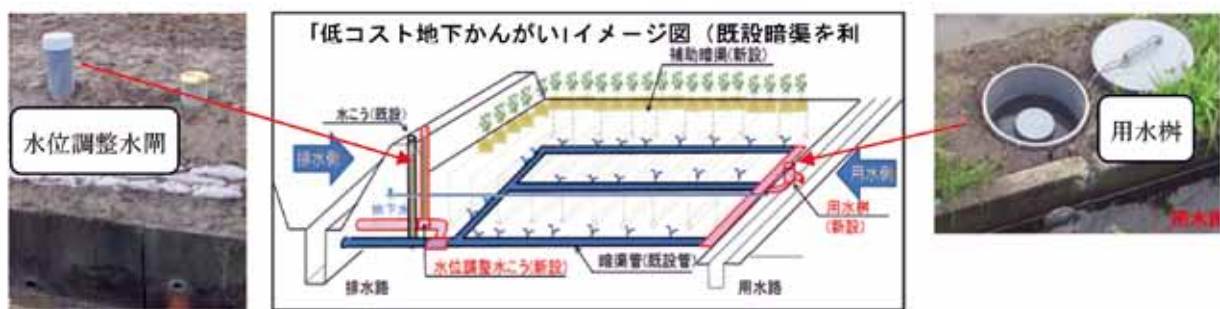 水位調整水閘
「低コスト地下かんがい」イメージ図（既設暗渠を利
補助暗渠(新設)
水こう(既設)
排水側
用水側
地下水
用水桝
(新設)
水位調整水こう(新設)
暗渠管(既設管)
排水路
用水路
用水桝
用水路